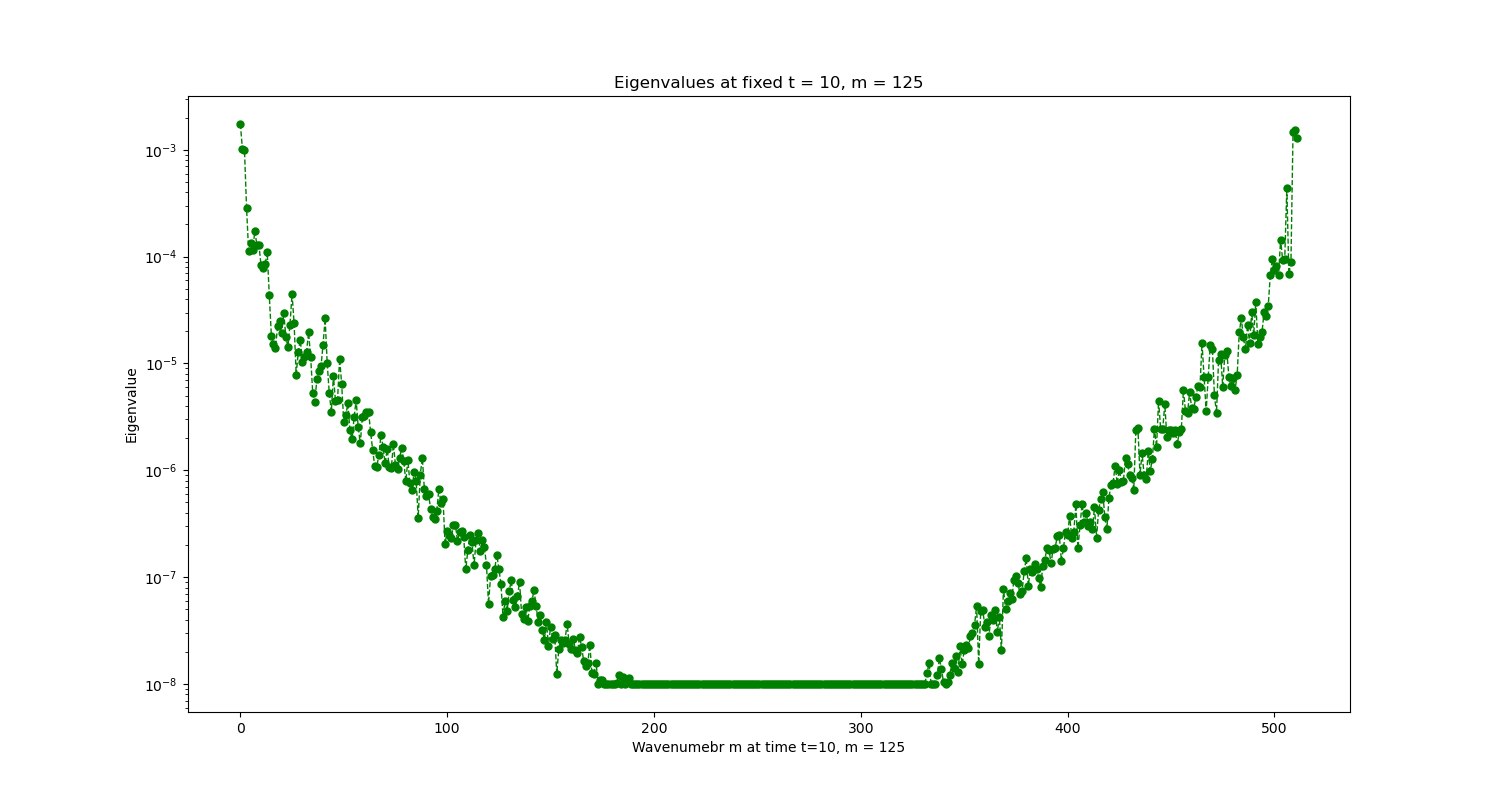 Eigenvalues at fixed t = 10, m = 125
Eigenvalue
10⁻³
10⁻⁴
10⁻⁵
10⁻⁶
10⁻⁷
10⁻⁸
0 100 200 300 400 500
Wavenumebr m at time t=10, m = 125